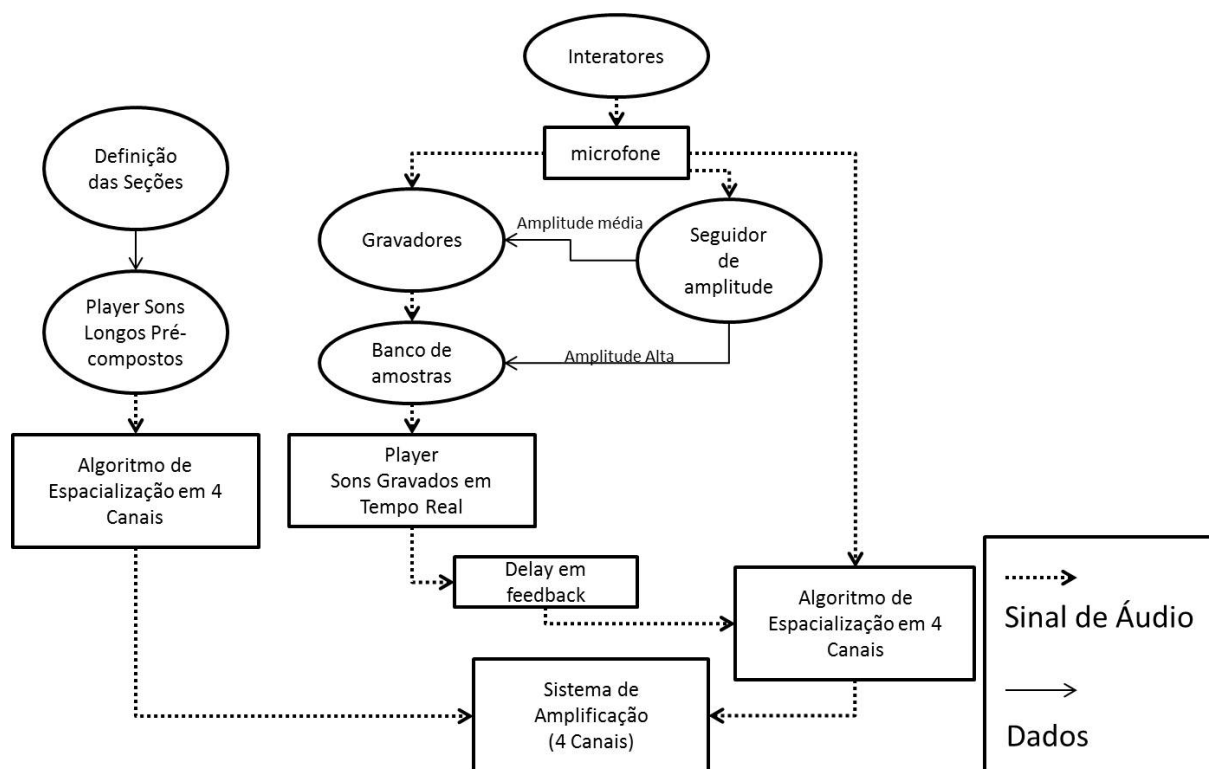 Interatores
microfone
Definição
das Seções
Gravadores
Amplitude média
Seguidor
de
amplitude
Player Sons
Longos Pré-
compostos
Banco de
amostras
Amplitude Alta
Algoritmo de
Espacialização em 4
Canais
Player
Sons Gravados em
Tempo Real
Delay em
feedback
Algoritmo de
Espacialização em 4
Canais
Sistema de
Amplificação
(4 Canais)
Sinal de Áudio
Dados